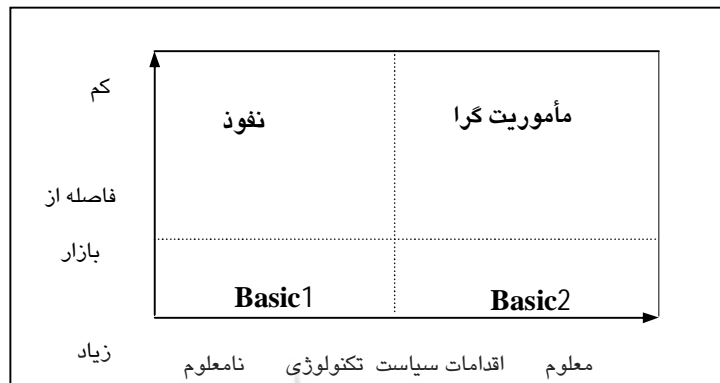 کم
نفوذ
مأموریت گرا
فاصله از
بازار
Basic1
Basic2
زیاد
نامعلوم
اقدامات سیاست تکنولوژی
معلوم